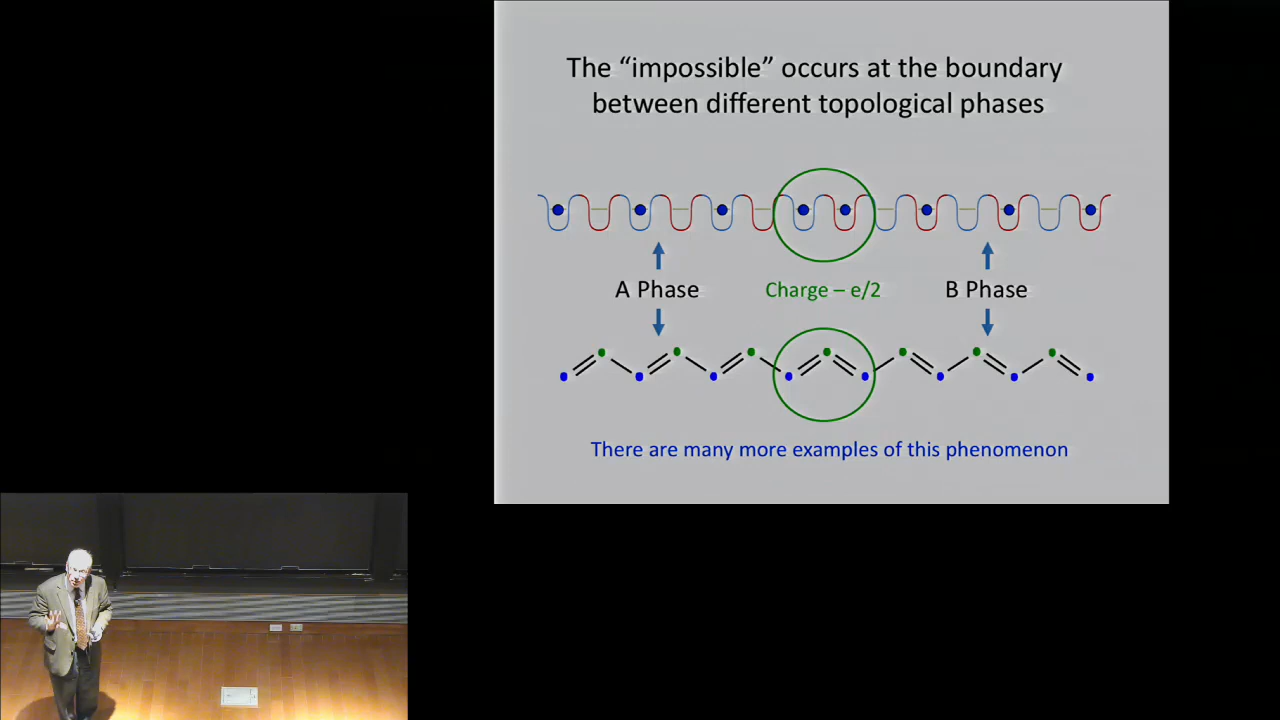 The “impossible” occurs at the boundary
between different topological phases
A Phase
Charge – e/2
B Phase
There are many more examples of this phenomenon